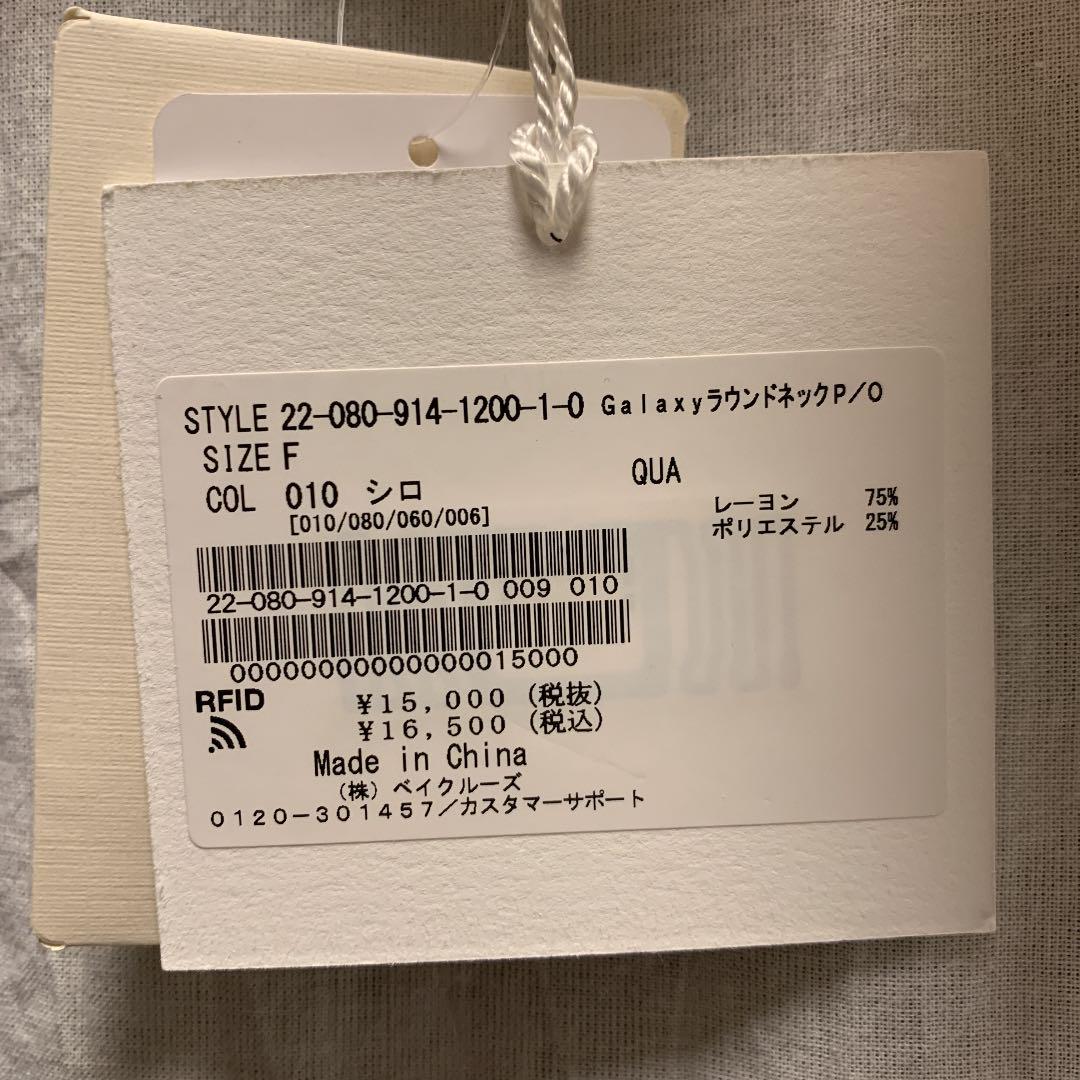 STYLE 22-080-914-1200-1-0 GalaxyラウンドネックP/O
SIZE F
COL 010 シロ
[010/080/060/006]
QUA
レーヨン 75%
ポリエステル 25%
22-080-914-1200-1-0 009 010
00000000000000015000
RFID
¥15,000 (税抜)
¥16,500 (税込)
Made in China
(株) ベイクルーズ
0120-301457/カスタマーサポート